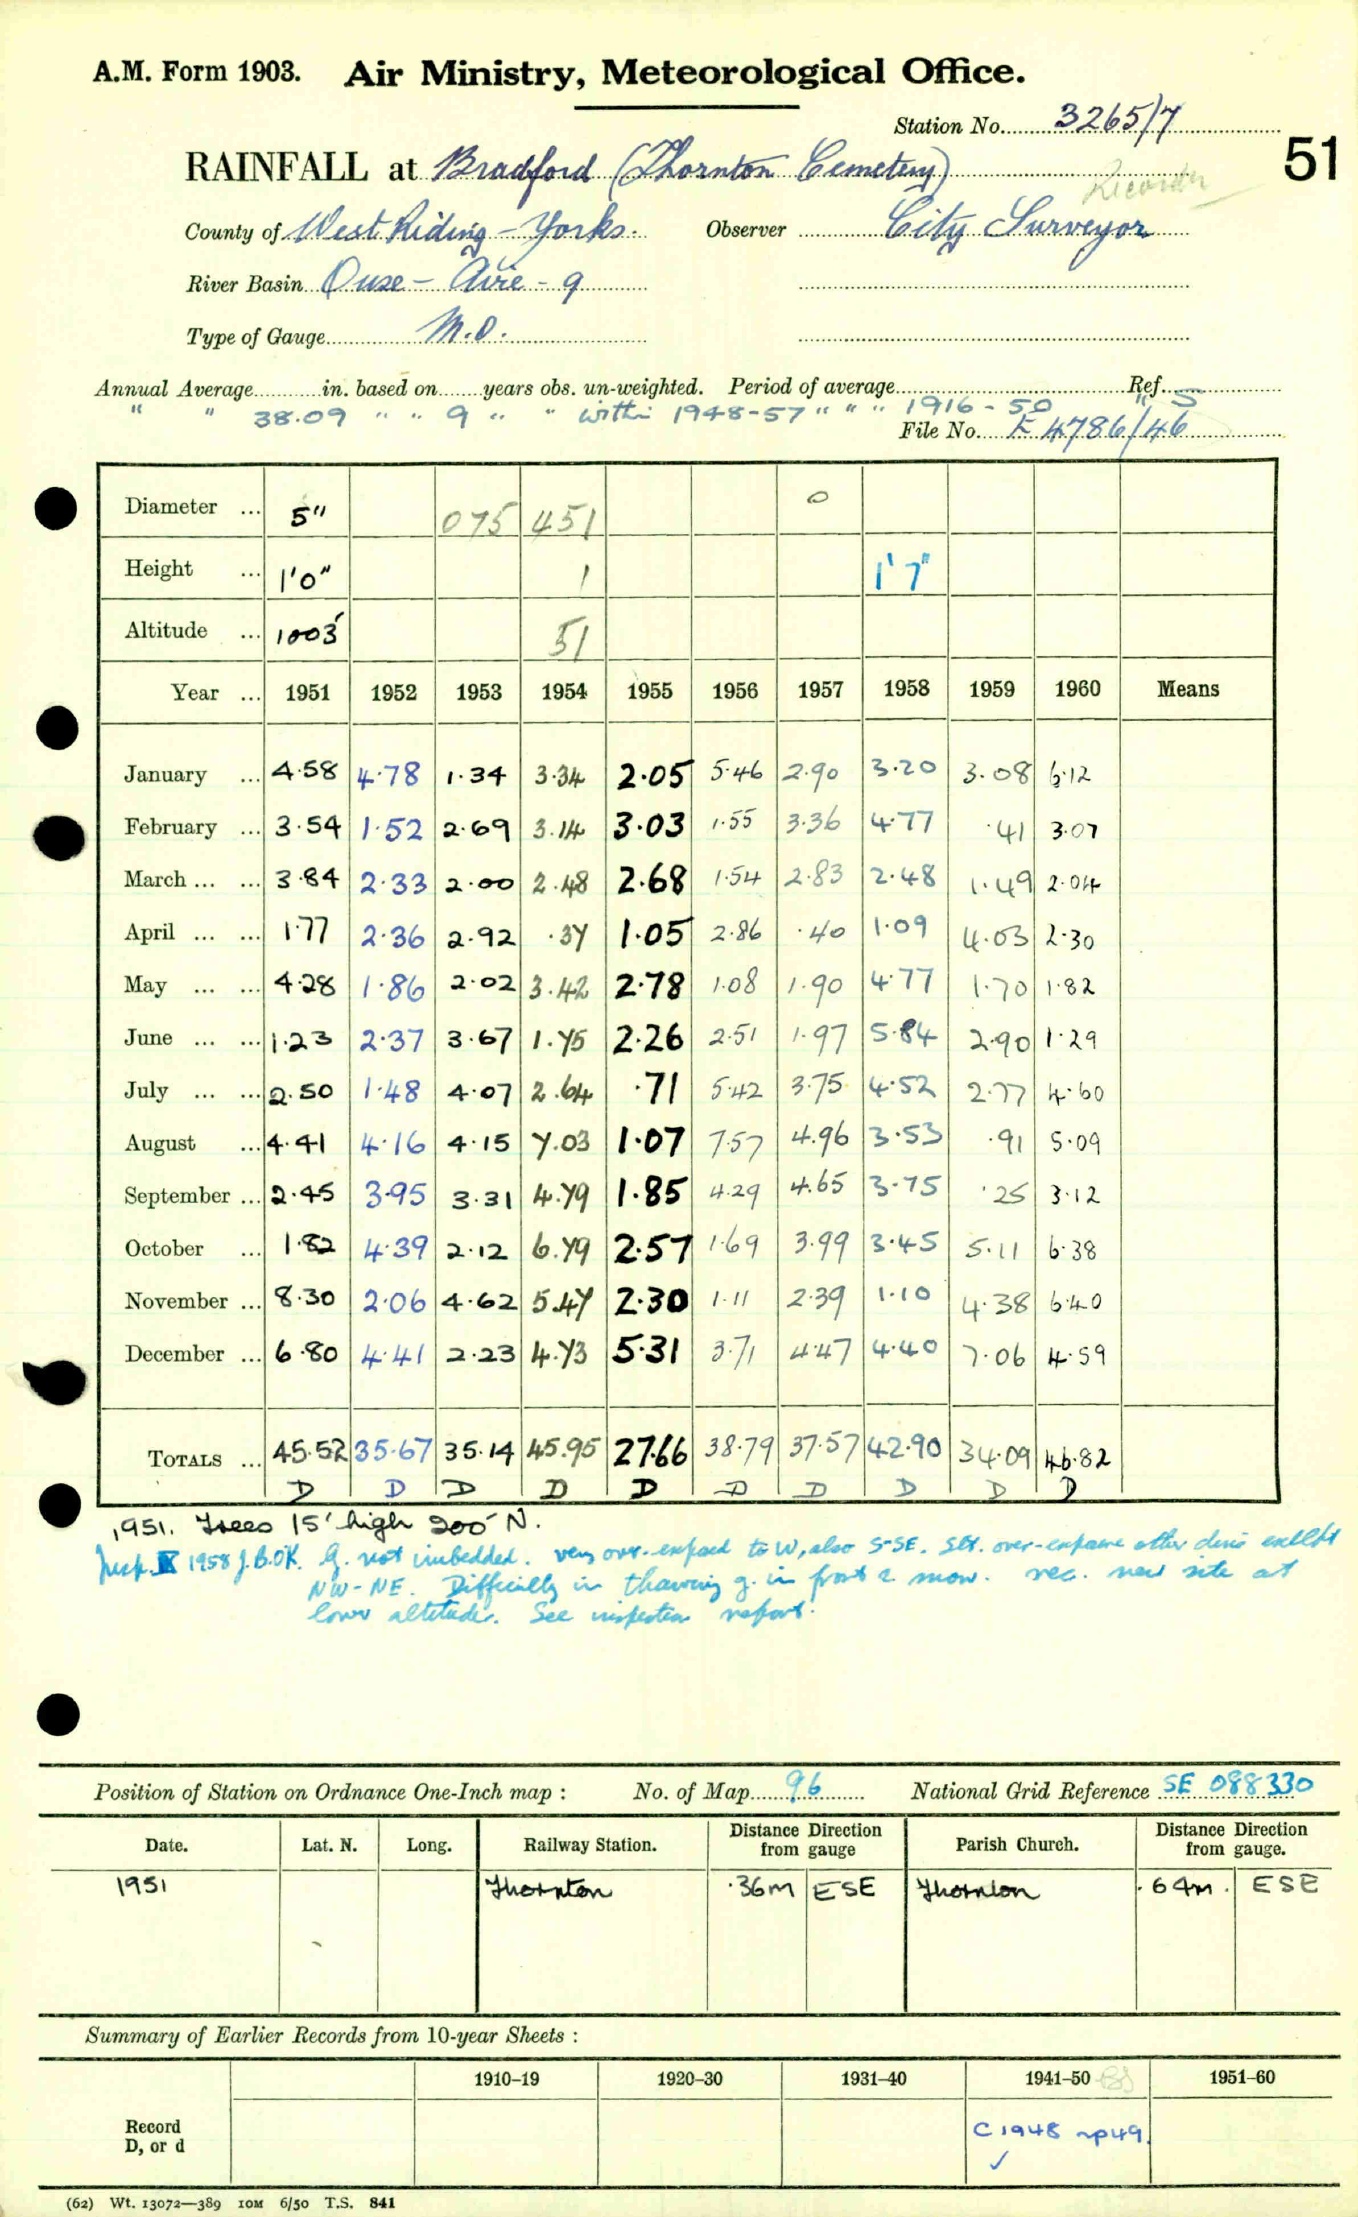 A.M. Form 1903. Air Ministry, Meteorological Office.
Station No. 3265/7
51
RAINFALL at Bradford (Thornton Cemetery)
Recorder
County of West Riding - Yorks. Observer City Surveyor
River Basin Ouse - Aire - 9
Type of Gauge M.O.
Annual Average in. based on years obs. un-weighted. Period of average Ref.
" " 38.09 " " 9 " " within 1948-57 " " " 1916-50 " S
File No. E 4786/46
Diameter ... 5" 075 451 0
Height ... 1'0" 1 1'7"
Altitude ... 1003' 51
Year ... 1951 1952 1953 1954 1955 1956 1957 1958 1959 1960 Means
January ... 4.58 4.78 1.34 3.34 2.05 5.46 2.90 3.20 3.08 6.12
February ... 3.54 1.52 2.69 3.14 3.03 1.55 3.36 4.77 .41 3.07
March ... ... 3.84 2.33 2.00 2.48 2.68 1.54 2.83 2.48 1.49 2.04
April ... ... 1.77 2.36 2.92 .37 1.05 2.86 .40 1.09 4.03 2.30
May ... ... 4.28 1.86 2.02 3.42 2.78 1.08 1.90 4.77 1.70 1.82
June ... ... 1.23 2.37 3.67 1.75 2.26 2.51 1.97 5.84 2.90 1.29
July ... ... 2.50 1.48 4.07 2.64 .71 5.42 3.75 4.52 2.77 4.60
August ... 4.41 4.16 4.15 7.03 1.07 7.57 4.96 3.53 .91 5.09
September ... 2.45 3.95 3.31 4.79 1.85 4.29 4.65 3.75 .25 3.12
October ... 1.82 4.39 2.12 6.79 2.57 1.69 3.99 3.45 5.11 6.38
November ... 8.30 2.06 4.62 5.47 2.30 1.11 2.39 1.10 4.38 6.40
December ... 6.80 4.41 2.23 4.73 5.31 3.71 4.47 4.40 7.06 4.59
TOTALS ... 45.52 35.67 35.14 45.95 27.66 38.79 37.57 42.90 34.09 46.82
D D D D D D D D D D
1951. Trees 15' high 200' N.
Insp. X 1958 J.B.O'K. G. not imbedded. very over-exposed to W, also S-SE. Slt. over-exposure other dirns except
NW-NE. Difficulty in thawing g. in frost & snow. rec. new site at
lower altitude. See inspection report.
Position of Station on Ordnance One-Inch map : No. of Map 96 National Grid Reference SE 088330
Date. Lat. N. Long. Railway Station. Distance Direction from gauge Parish Church. Distance Direction from gauge.
1951 Thornton .36m ESE Thornton .64m. ESE
Summary of Earlier Records from 10-year Sheets :
1910–19 1920–30 1931–40 1941–50 1951–60
Record
D, or d
C 1948 np49. ✓
(62) Wt. 13072—389 10M 6/50 T.S. 841